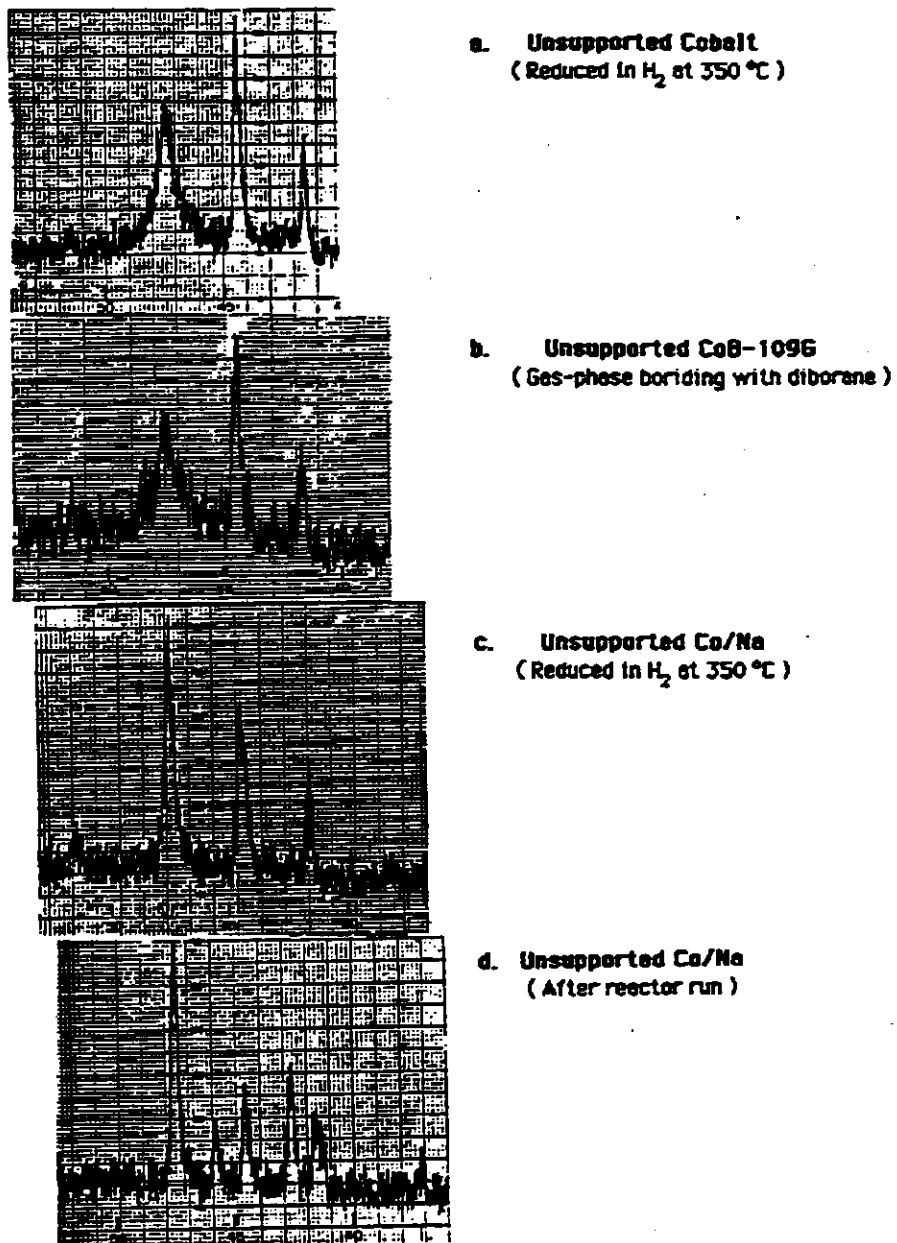 a. Unsupported Cobalt
( Reduced in H2 at 350 °C )
b. Unsupported CoB-109G
( Gas-phase boriding with diborane )
c. Unsupported Co/Na
( Reduced in H2 at 350 °C )
d. Unsupported Co/Na
( After reactor run )